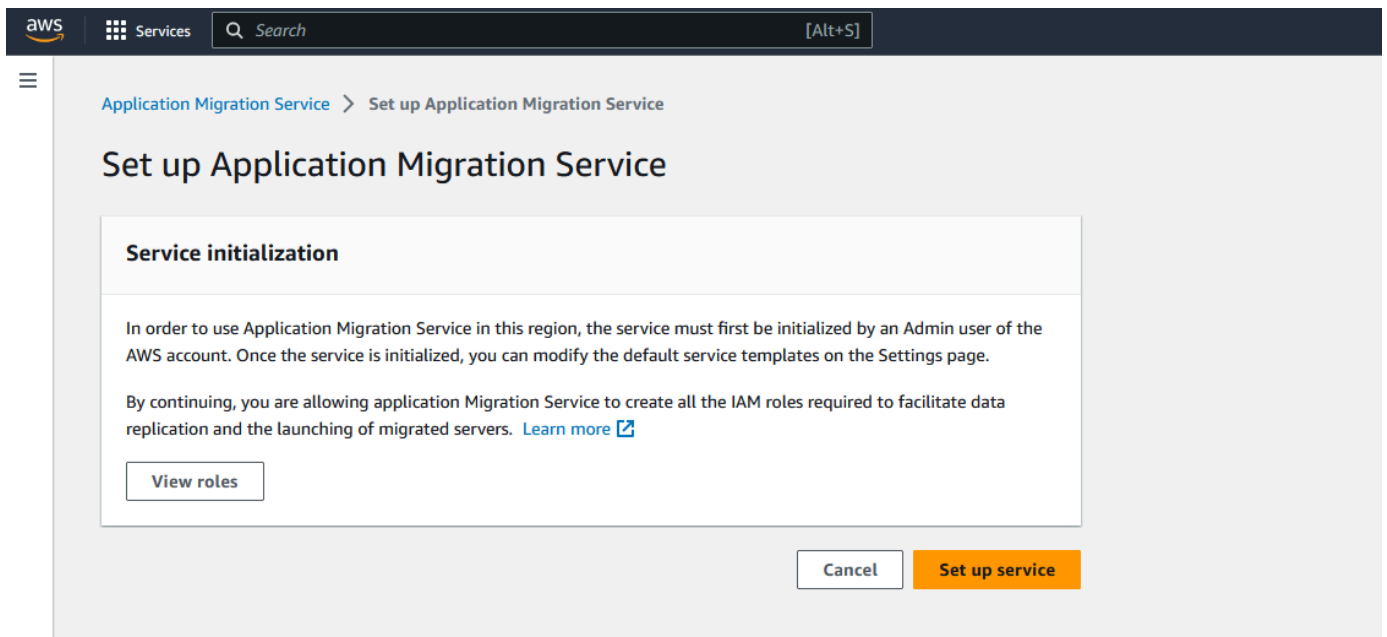 aws
Services
Search
[Alt+S]
Application Migration Service > Set up Application Migration Service
Set up Application Migration Service
Service initialization
In order to use Application Migration Service in this region, the service must first be initialized by an Admin user of the
AWS account. Once the service is initialized, you can modify the default service templates on the Settings page.
By continuing, you are allowing application Migration Service to create all the IAM roles required to facilitate data
replication and the launching of migrated servers. Learn more
View roles
Cancel
Set up service